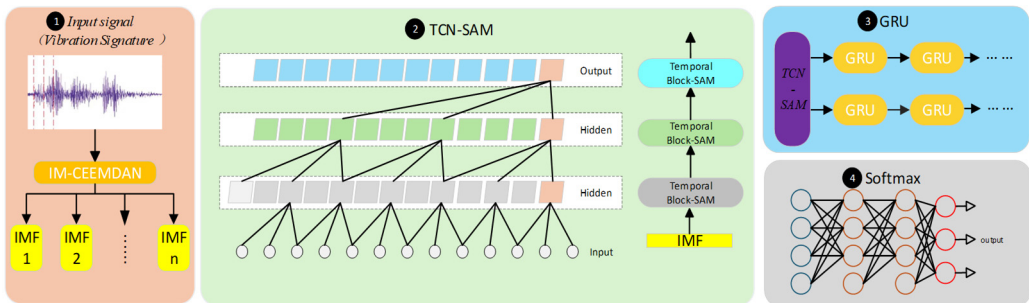 1 Input signal
(Vibration Signature )
IM-CEEMDAN
IMF
1
IMF
2
IMF
n
2 TCN-SAM
Output
Hidden
Hidden
Input
Temporal
Block-SAM
Temporal
Block-SAM
Temporal
Block-SAM
IMF
3 GRU
TCN
-
SAM
GRU
GRU
... ...
GRU
GRU
... ...
4 Softmax
output